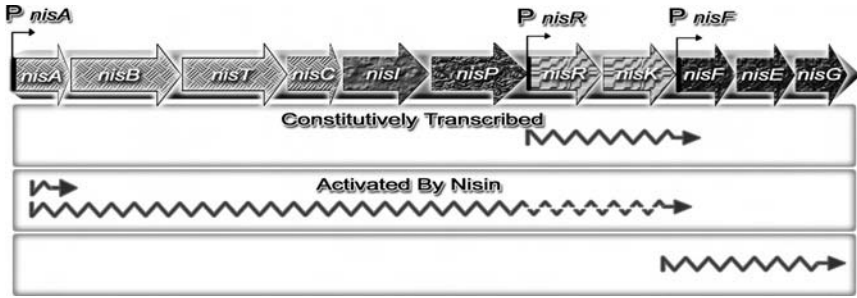 P nisA
P nisR
P nisF
nisA nisB nisT nisC nisI nisP nisR nisK nisF nisE nisG
Constitutively Transcribed
Activated By Nisin